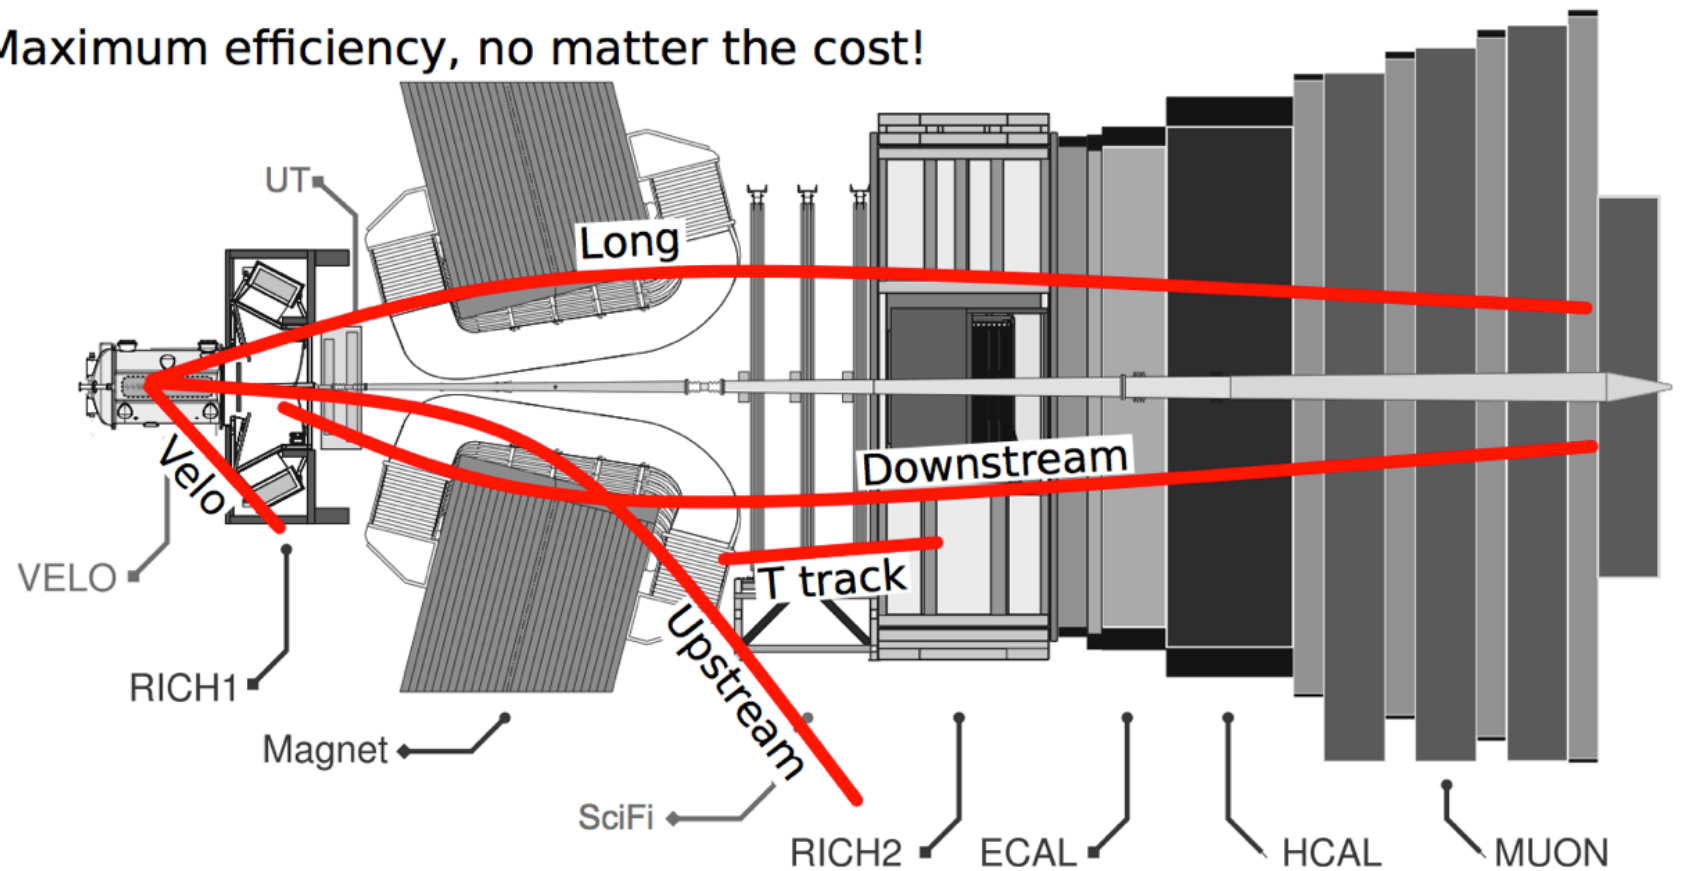 Maximum efficiency, no matter the cost!
UT
Long
Velo
Downstream
T track
Upstream
VELO
RICH1
Magnet
SciFi
RICH2
ECAL
HCAL
MUON